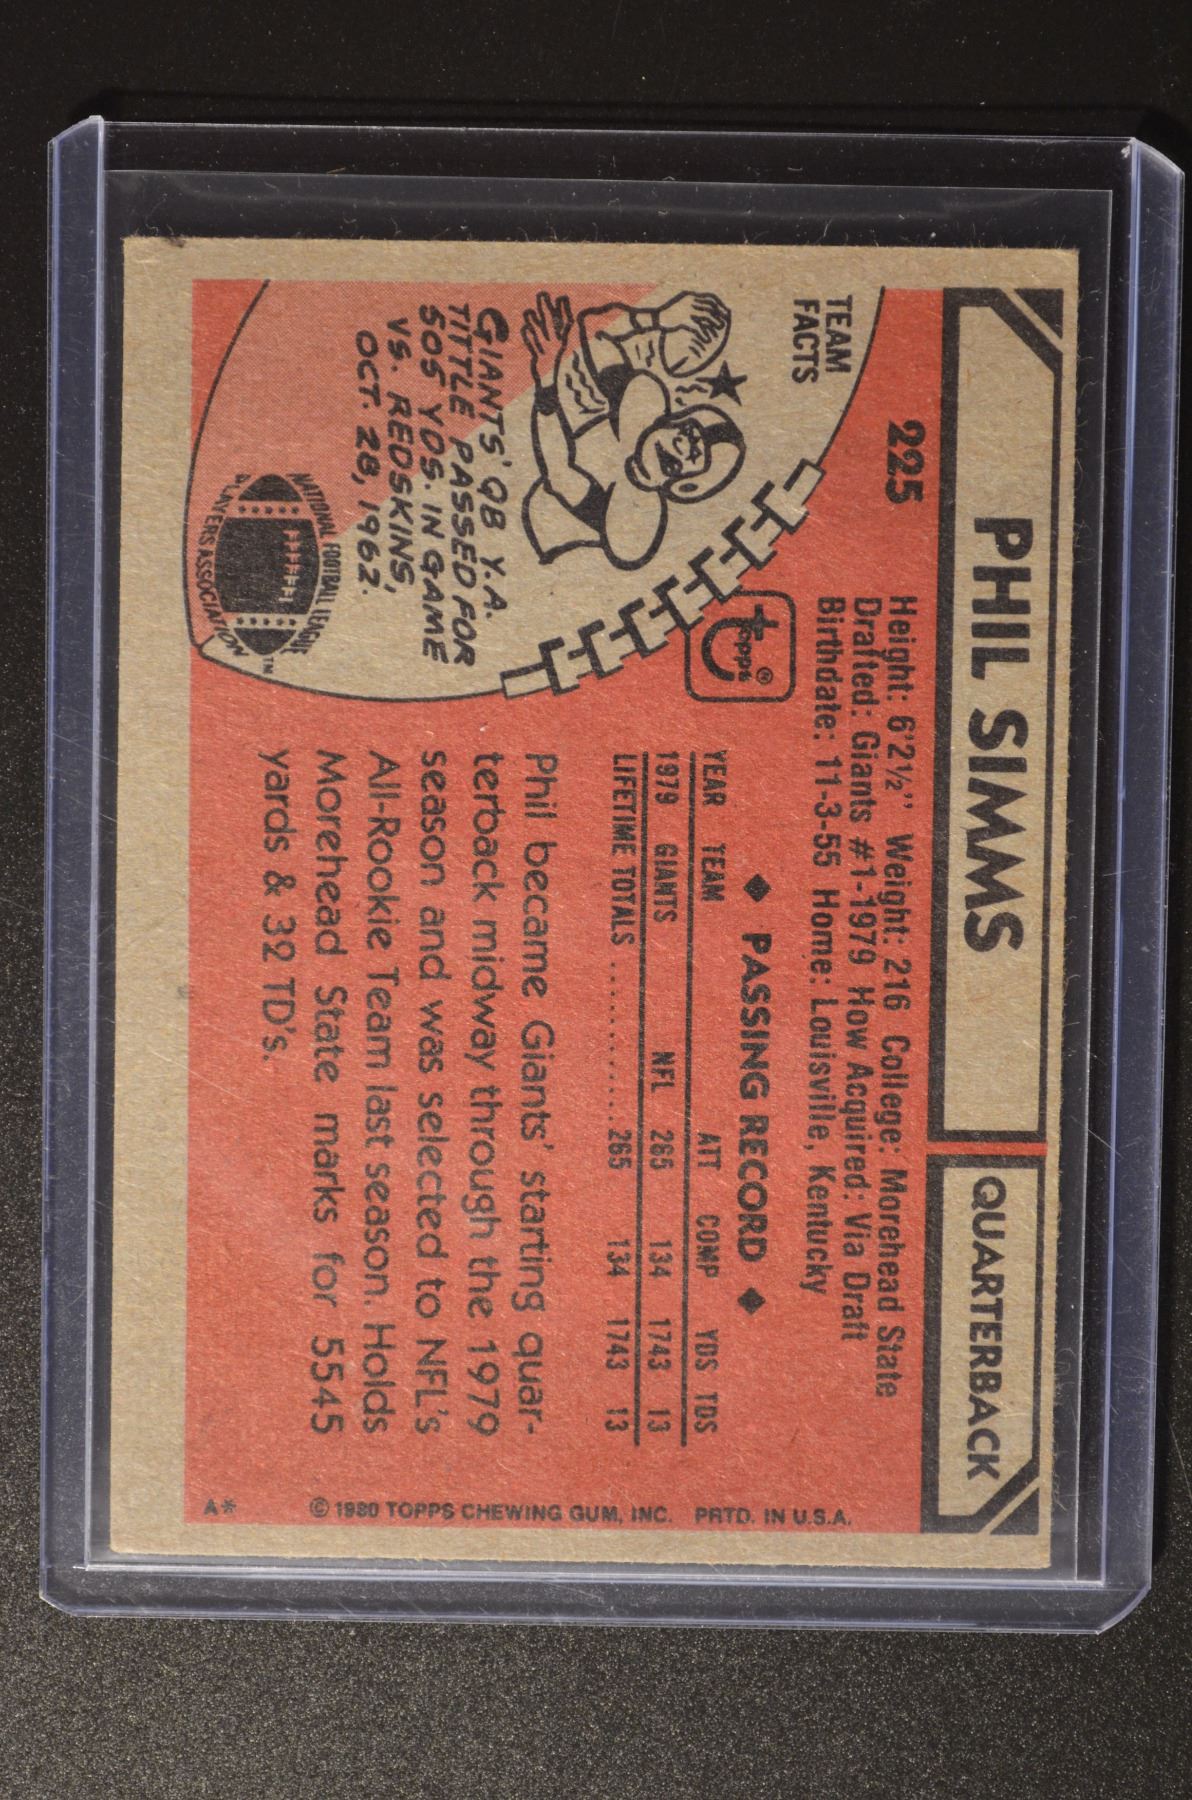 PHIL SIMMS
QUARTERBACK
225
Height: 6'2½" Weight: 216 College: Morehead State
Drafted: Giants #1-1979 How Acquired: Via Draft
Birthdate: 11-3-55 Home: Louisville, Kentucky
TEAM
FACTS
GIANTS' QB Y.A.
TITTLE PASSED FOR
505 YDS. IN GAME
VS. REDSKINS,
OCT. 28, 1962.
NATIONAL FOOTBALL LEAGUE
PLAYERS ASSOCIATION
TM
topps®
◆ PASSING RECORD ◆
YEAR TEAM ATT COMP YDS TDS
1979 GIANTS NFL 265 134 1743 13
LIFETIME TOTALS ............... 265 134 1743 13
Phil became Giants' starting quar-
terback midway through the 1979
season and was selected to NFL's
All-Rookie Team last season. Holds
Morehead State marks for 5545
yards & 32 TD's.
© 1980 TOPPS CHEWING GUM, INC. PRTD. IN U.S.A.
A*